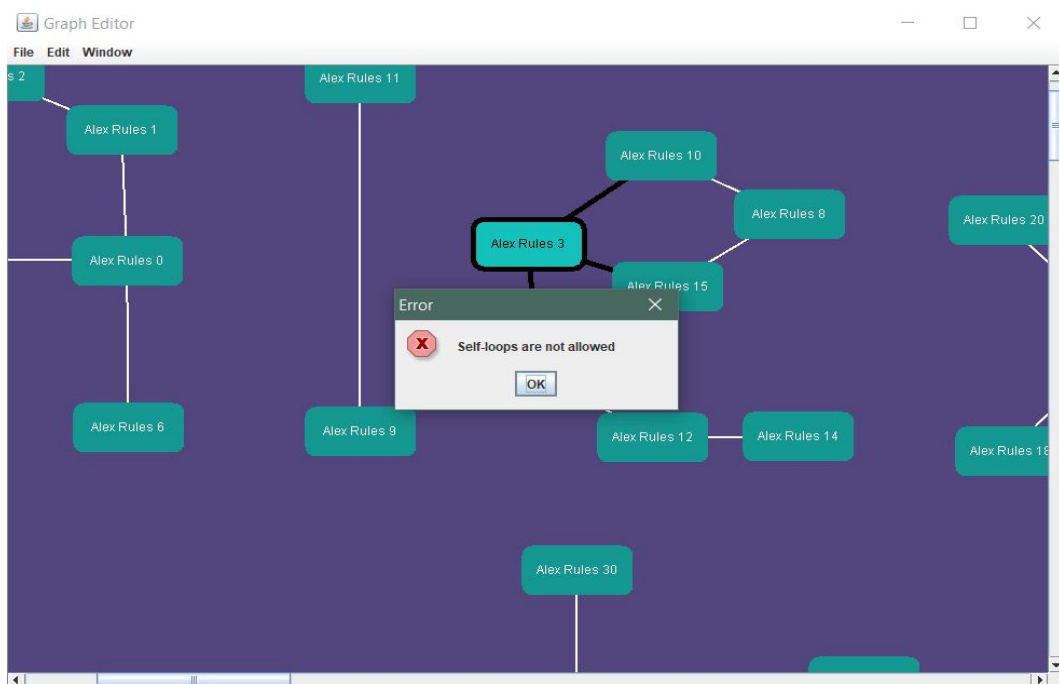 Graph Editor
File Edit Window
s 2
Alex Rules 11
Alex Rules 1
Alex Rules 10
Alex Rules 8
Alex Rules 20
Alex Rules 3
Alex Rules 0
Alex Rules 15
Error
X
Self-loops are not allowed
OK
Alex Rules 6
Alex Rules 9
Alex Rules 12
Alex Rules 14
Alex Rules 18
Alex Rules 30